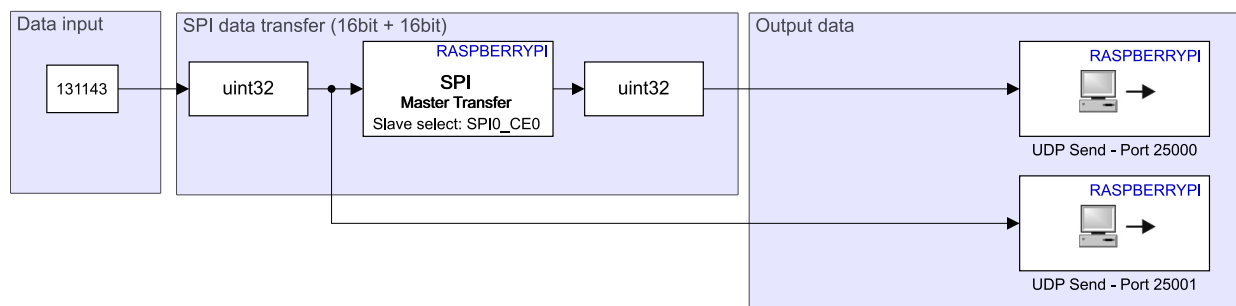 Data input
SPI data transfer (16bit + 16bit)
Output data
131143
uint32
RASPBERRYPI
SPI
Master Transfer
Slave select: SPI0_CE0
uint32
RASPBERRYPI
UDP Send - Port 25000
RASPBERRYPI
UDP Send - Port 25001